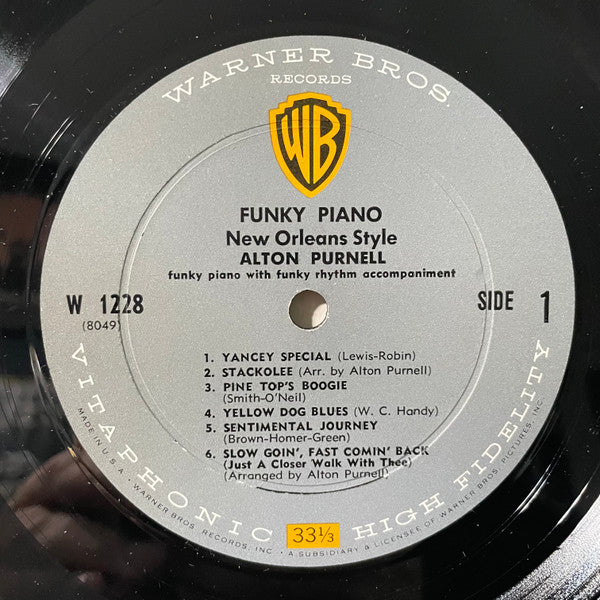 WARNER BROS.
RECORDS
WB
FUNKY PIANO
New Orleans Style
ALTON PURNELL
funky piano with funky rhythm accompaniment
W 1228
(8049)
SIDE 1
1. YANCEY SPECIAL (Lewis-Robin)
2. STACKOLEE (Arr. by Alton Purnell)
3. PINE TOP'S BOOGIE
(Smith-O'Neil)
4. YELLOW DOG BLUES (W. C. Handy)
5. SENTIMENTAL JOURNEY
(Brown-Homer-Green)
6. SLOW GOIN', FAST COMIN' BACK
(Just A Closer Walk With Thee)
(Arranged by Alton Purnell)
VITAPHONIC HIGH FIDELITY
33⅓
MADE IN U.S.A. • WARNER BROS. RECORDS, INC. • A SUBSIDIARY & LICENSEE OF WARNER BROS. PICTURES, INC.